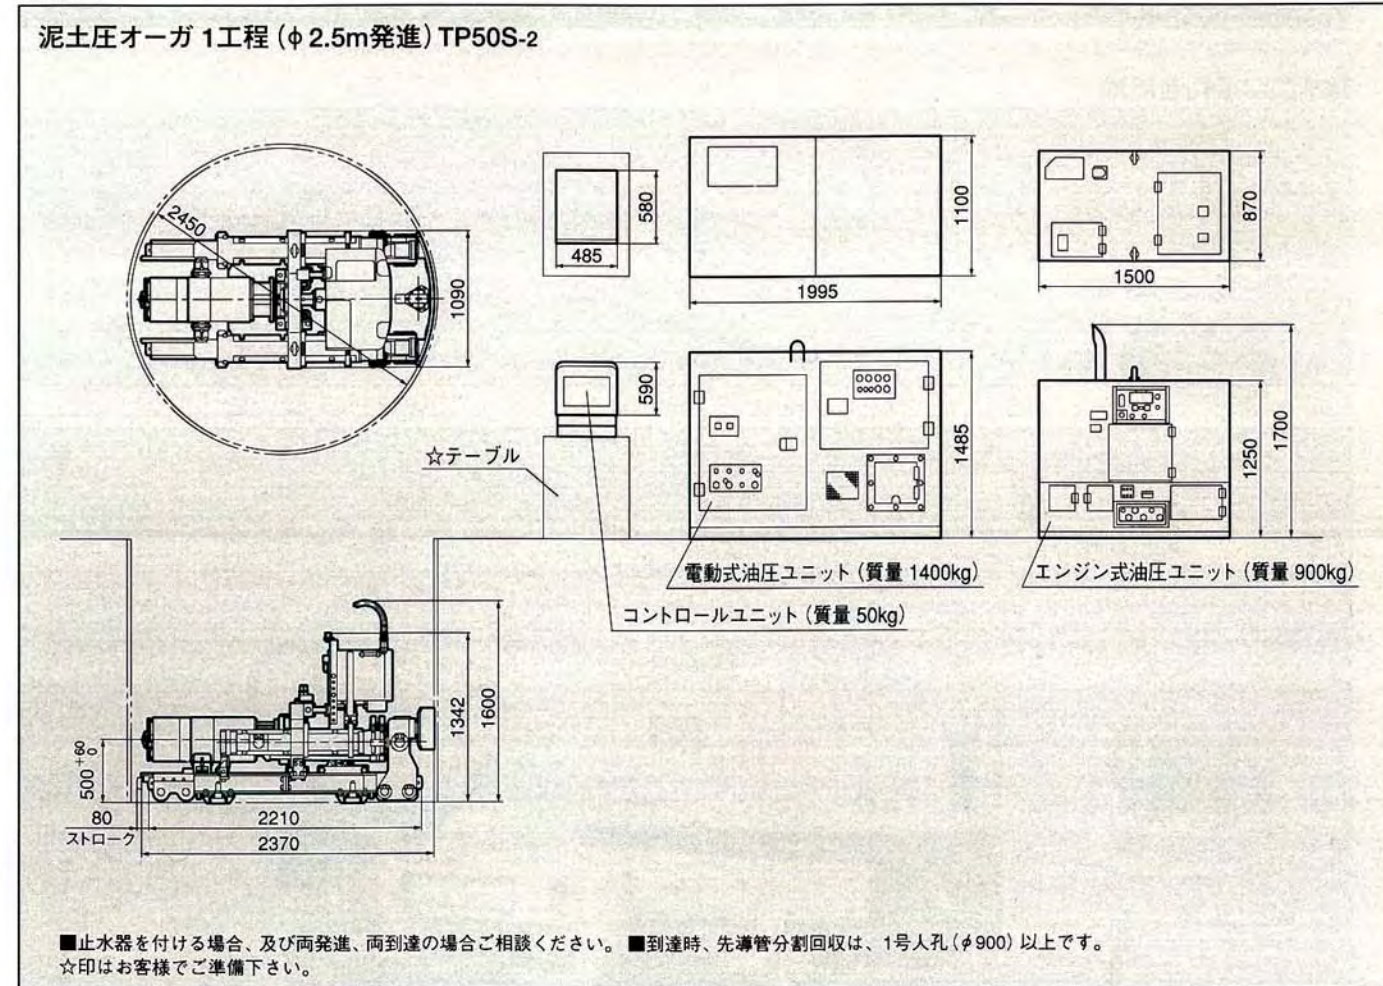 泥土圧オーガ 1工程 (φ2.5m発進) TP50S-2
2450
1090
580
485
1100
1995
870
1500
590
1485
1700
1250
☆テーブル
電動式油圧ユニット (質量 1400kg)
エンジン式油圧ユニット (質量 900kg)
コントロールユニット (質量 50kg)
1342
1600
500 +60 0
80
ストローク
2210
2370
■止水器を付ける場合、及び両発進、両到達の場合ご相談ください。 ■到達時、先導管分割回収は、1号人孔 (φ900) 以上です。
☆印はお客様でご準備下さい。